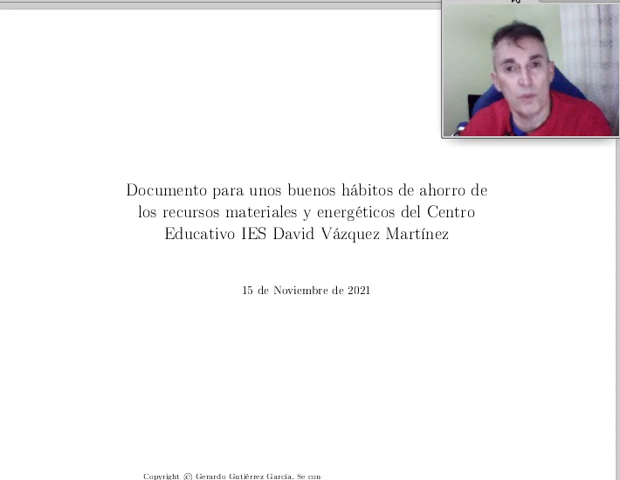 Documento para unos buenos hábitos de ahorro de
los recursos materiales y energéticos del Centro
Educativo IES David Vázquez Martínez
15 de Noviembre de 2021
Copyright © Gerardo Gutiérrez García. Se con